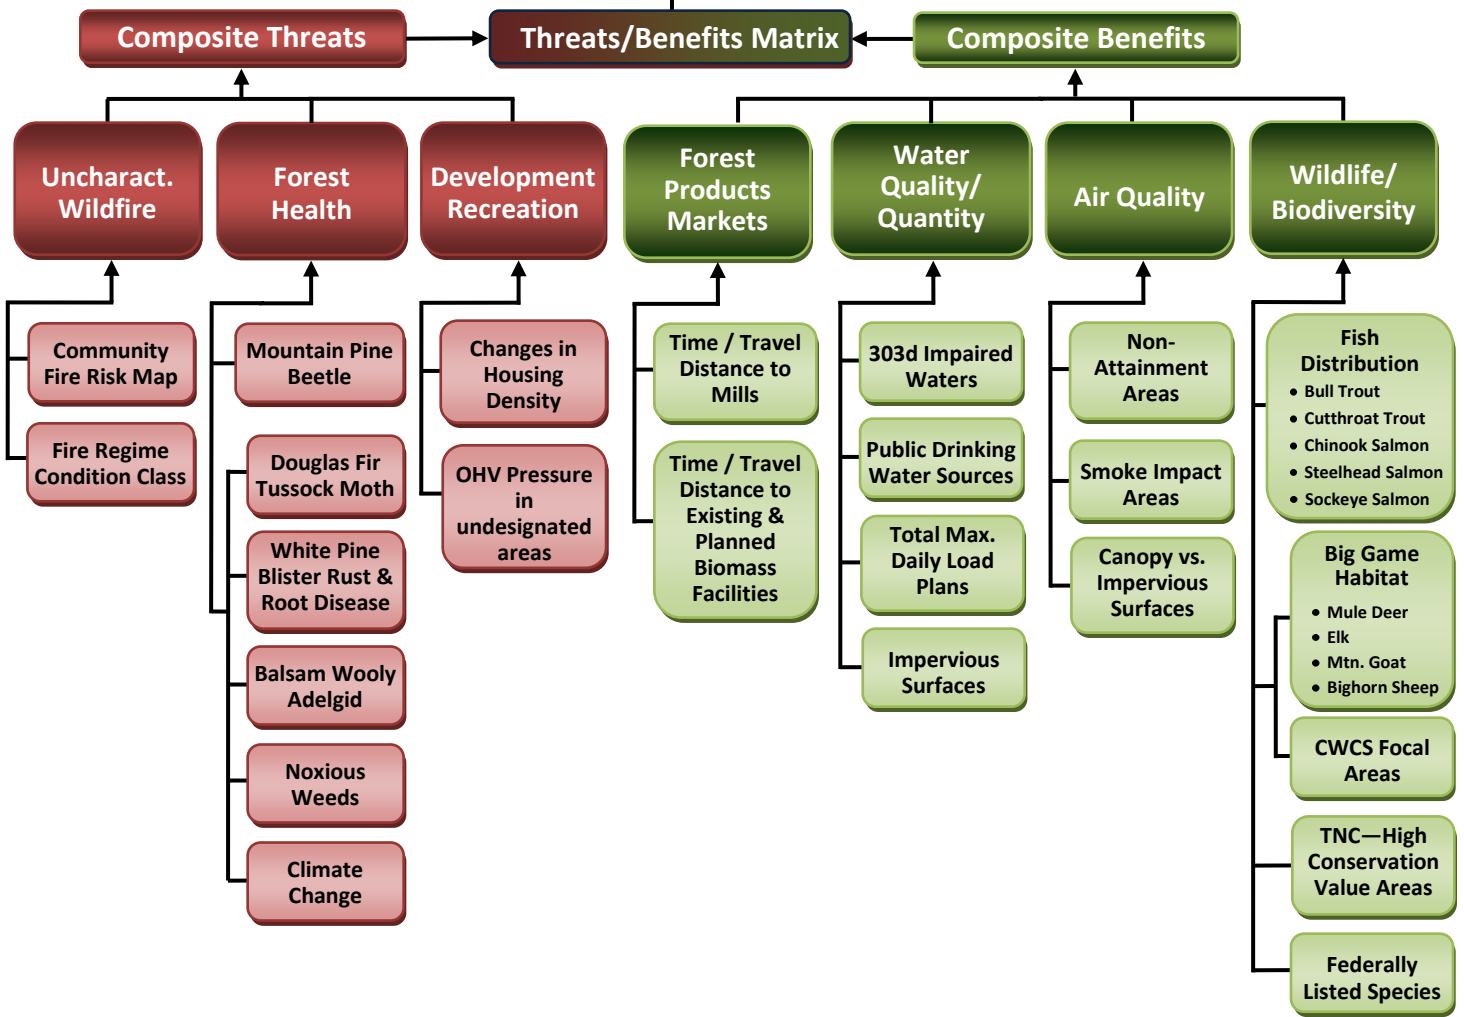 Composite Threats
Threats/Benefits Matrix
Composite Benefits
Uncharact.
Wildfire
Forest
Health
Development
Recreation
Forest
Products
Markets
Water
Quality/
Quantity
Air Quality
Wildlife/
Biodiversity
Community
Fire Risk Map
Fire Regime
Condition Class
Mountain Pine
Beetle
Douglas Fir
Tussock Moth
White Pine
Blister Rust &
Root Disease
Balsam Wooly
Adelgid
Noxious
Weeds
Climate
Change
Changes in
Housing
Density
OHV Pressure
in
undesignated
areas
Time / Travel
Distance to
Mills
Time / Travel
Distance to
Existing &
Planned
Biomass
Facilities
303d Impaired
Waters
Public Drinking
Water Sources
Total Max.
Daily Load
Plans
Impervious
Surfaces
Non-
Attainment
Areas
Smoke Impact
Areas
Canopy vs.
Impervious
Surfaces
Fish
Distribution
• Bull Trout
• Cutthroat Trout
• Chinook Salmon
• Steelhead Salmon
• Sockeye Salmon
Big Game
Habitat
• Mule Deer
• Elk
• Mtn. Goat
• Bighorn Sheep
CWCS Focal
Areas
TNC—High
Conservation
Value Areas
Federally
Listed Species